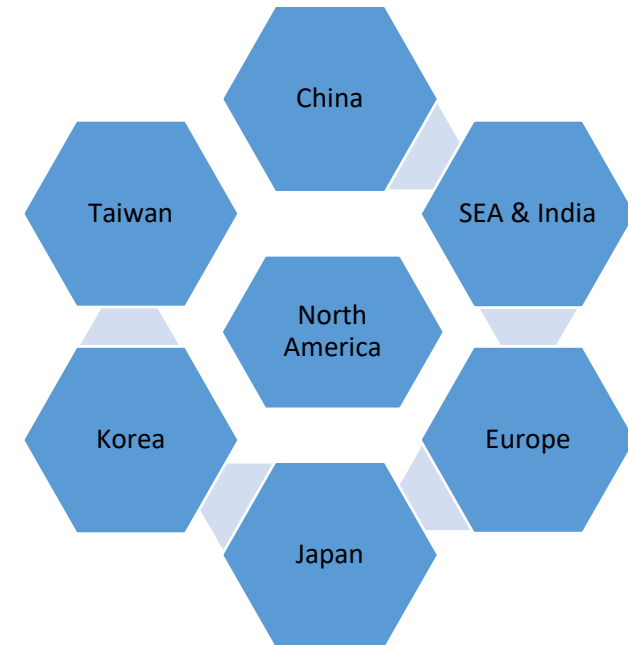 China
Taiwan
SEA & India
North
America
Korea
Europe
Japan